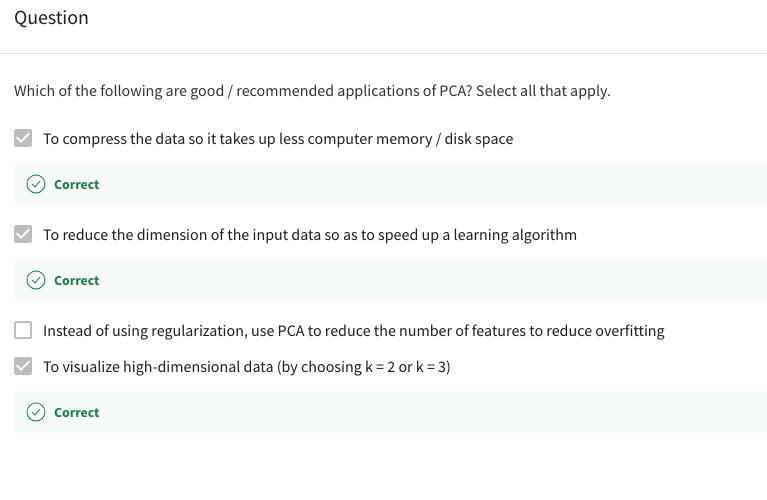 Question
Which of the following are good / recommended applications of PCA? Select all that apply.
To compress the data so it takes up less computer memory / disk space
Correct
To reduce the dimension of the input data so as to speed up a learning algorithm
Correct
Instead of using regularization, use PCA to reduce the number of features to reduce overfitting
To visualize high-dimensional data (by choosing k = 2 or k = 3)
Correct